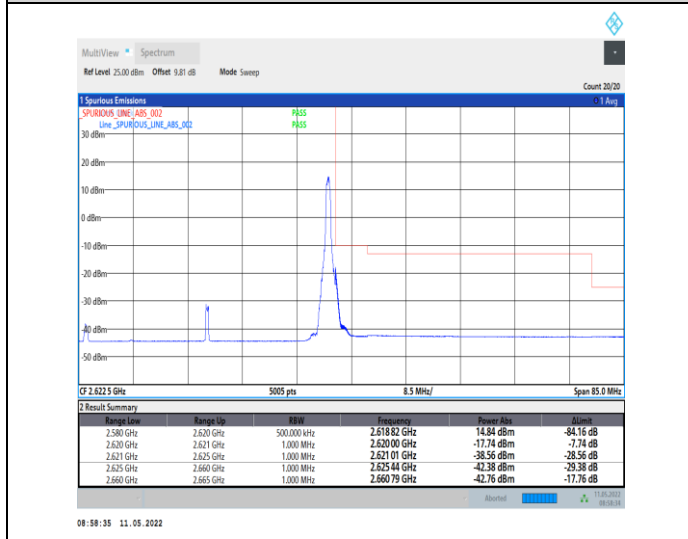 MultiView Spectrum
Ref Level 25.00 dBm Offset 9.81 dB Mode Sweep
Count 20/20
1 Spurious Emissions 1 Avg
_SPURIOUS_LINE_ABS_002 PASS
Line _SPURIOUS_LINE_ABS_002 PASS
30 dBm
20 dBm
10 dBm
0 dBm
-10 dBm
-20 dBm
-30 dBm
-40 dBm
-50 dBm
CF 2.6225 GHz 5005 pts 8.5 MHz/ Span 85.0 MHz
2 Result Summary
Range Low Range Up RBW Frequency Power Abs ΔLimit
2.580 GHz 2.620 GHz 500.000 kHz 2.618 82 GHz 14.84 dBm -84.16 dB
2.620 GHz 2.621 GHz 1.000 MHz 2.620 00 GHz -17.74 dBm -7.74 dB
2.621 GHz 2.625 GHz 1.000 MHz 2.621 01 GHz -38.56 dBm -28.56 dB
2.625 GHz 2.660 GHz 1.000 MHz 2.625 44 GHz -42.38 dBm -29.38 dB
2.660 GHz 2.665 GHz 1.000 MHz 2.660 79 GHz -42.76 dBm -17.76 dB
Aborted 11.05.2022
08:58:34
08:58:35 11.05.2022